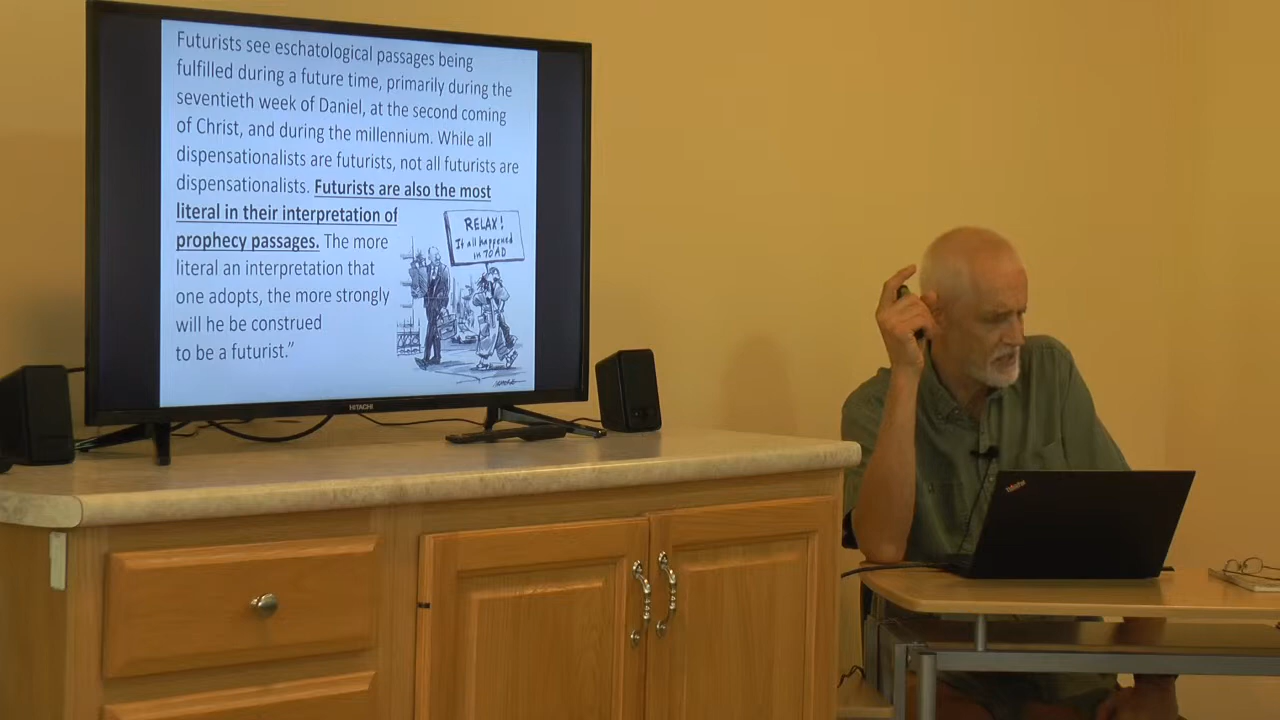 Futurists see eschatological passages being
fulfilled during a future time, primarily during the
seventieth week of Daniel, at the second coming
of Christ, and during the millennium. While all
dispensationalists are futurists, not all futurists are
dispensationalists. Futurists are also the most
literal in their interpretation of
prophecy passages. The more
literal an interpretation that
one adopts, the more strongly
will he be construed
to be a futurist.”
RELAX!
It all happened
in 70 AD
HITACHI
ThinkPad